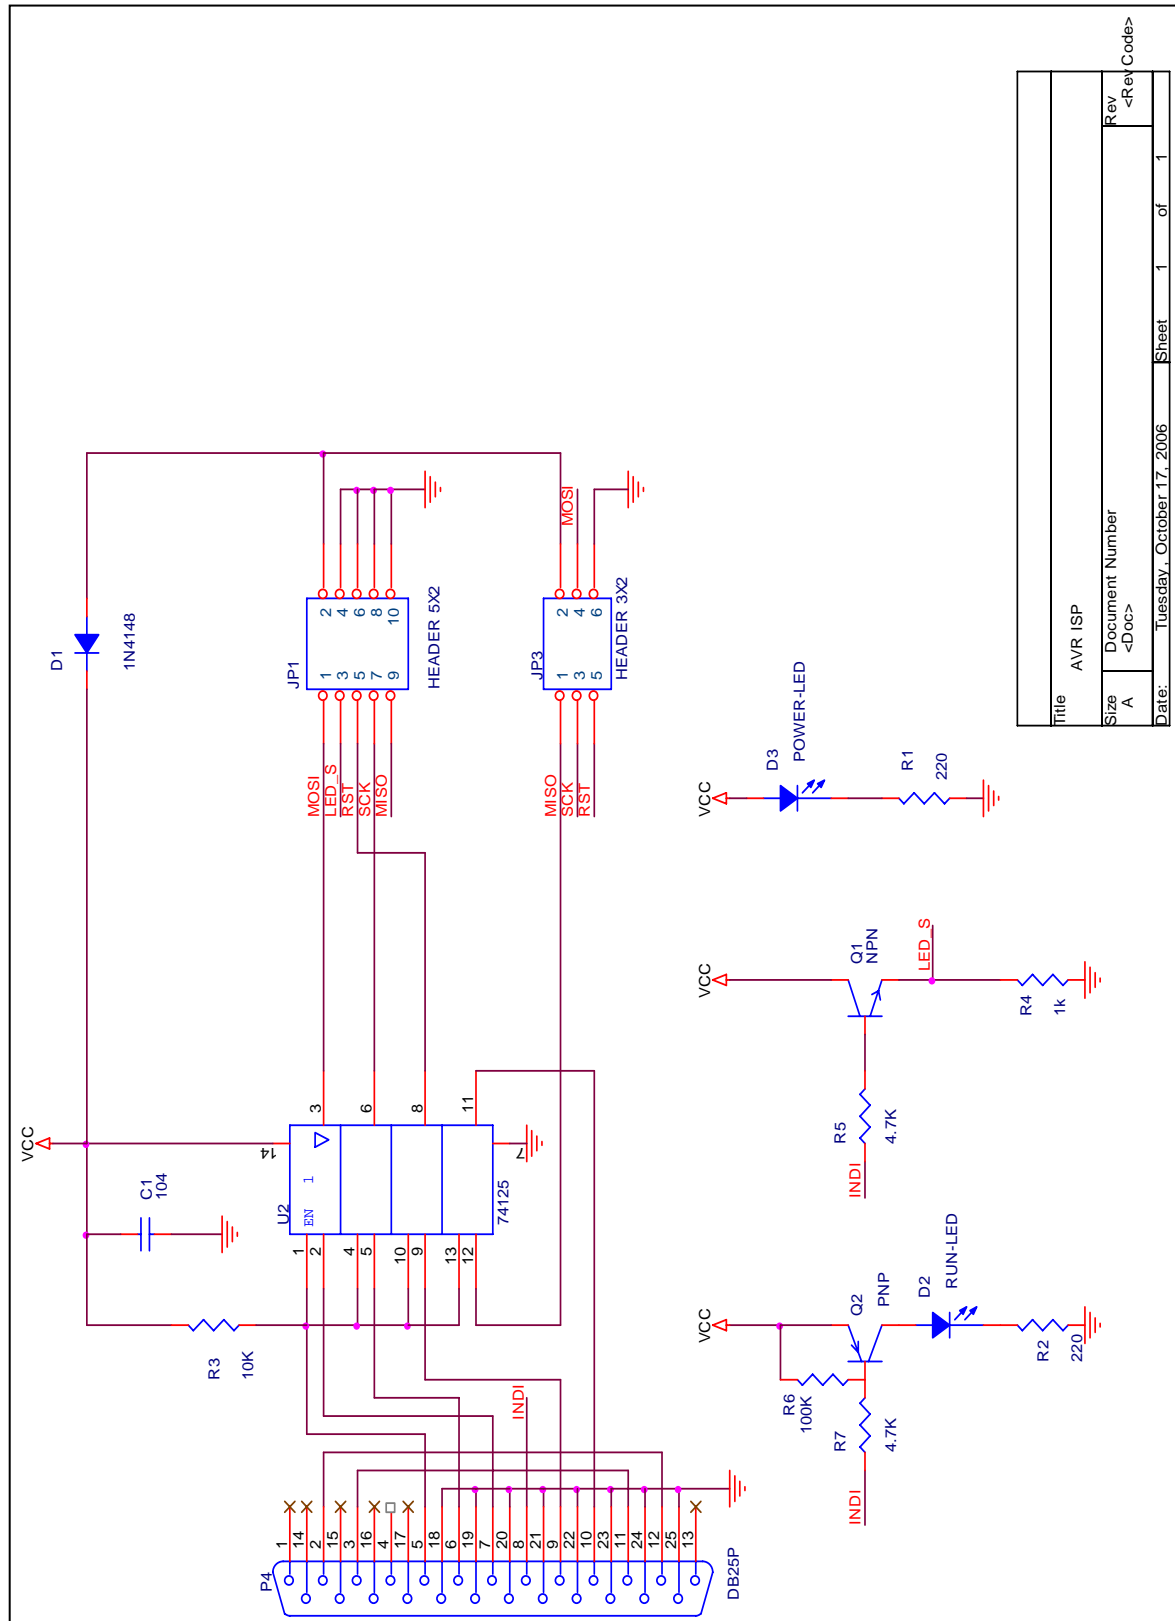 P4
DB25P
1
14
2
15
3
16
4
17
5
18
6
19
7
20
8
21
9
22
10
23
11
24
12
25
13
INDI
R3
10K
C1
104
VCC
U2
EN 1
74125
1
2
4
5
10
9
13
12
14
7
3
6
8
11
D1
1N4148
MOSI
LED_S
RST
SCK
MISO
JP1
1 2
3 4
5 6
7 8
9 10
HEADER 5X2
MISO
SCK
RST
JP3
1 2
3 4
5 6
HEADER 3X2
MOSI
INDI
R7
4.7K
R6
100K
VCC
Q2
PNP
D2
RUN-LED
R2
220
INDI
R5
4.7K
VCC
Q1
NPN
LED_S
R4
1k
VCC
D3
POWER-LED
R1
220
Title
AVR ISP
Size
A
Document Number
<Doc>
Rev
<RevCode>
Date:
Tuesday, October 17, 2006
Sheet 1 of 1